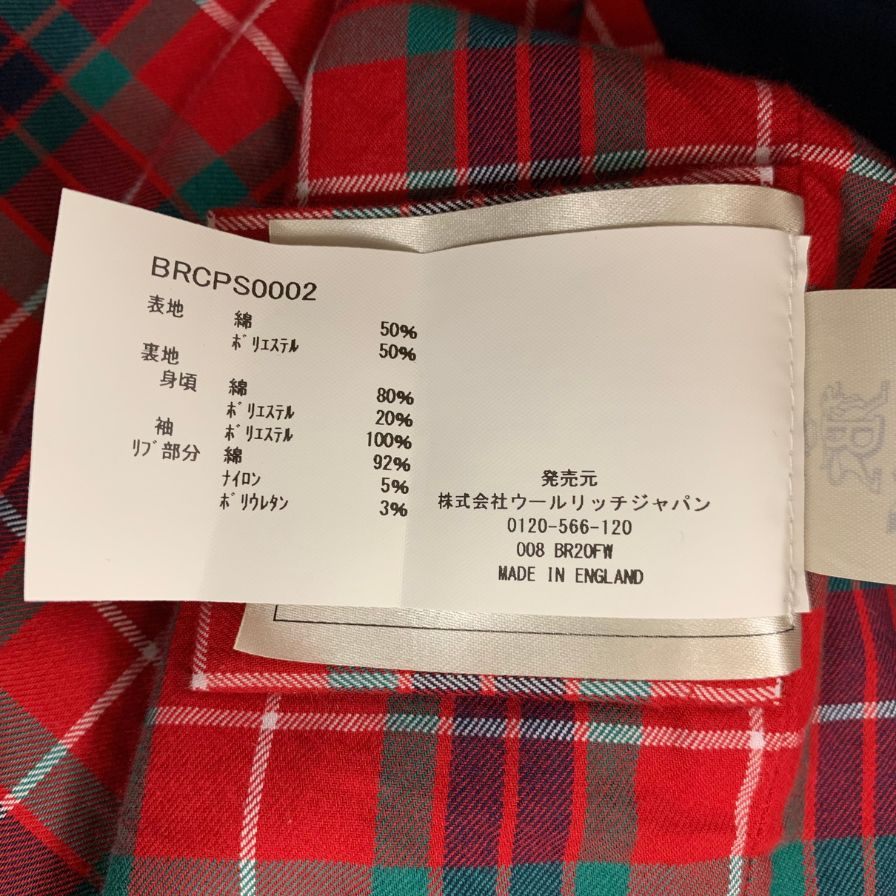 BRCPS0002
表地 綿 50%
ポリエステル 50%
裏地
身頃 綿 80%
ポリエステル 20%
袖 ポリエステル 100%
リブ部分 綿 92%
ナイロン 5%
ポリウレタン 3%
発売元
株式会社ウールリッチジャパン
0120-566-120
008 BR20FW
MADE IN ENGLAND